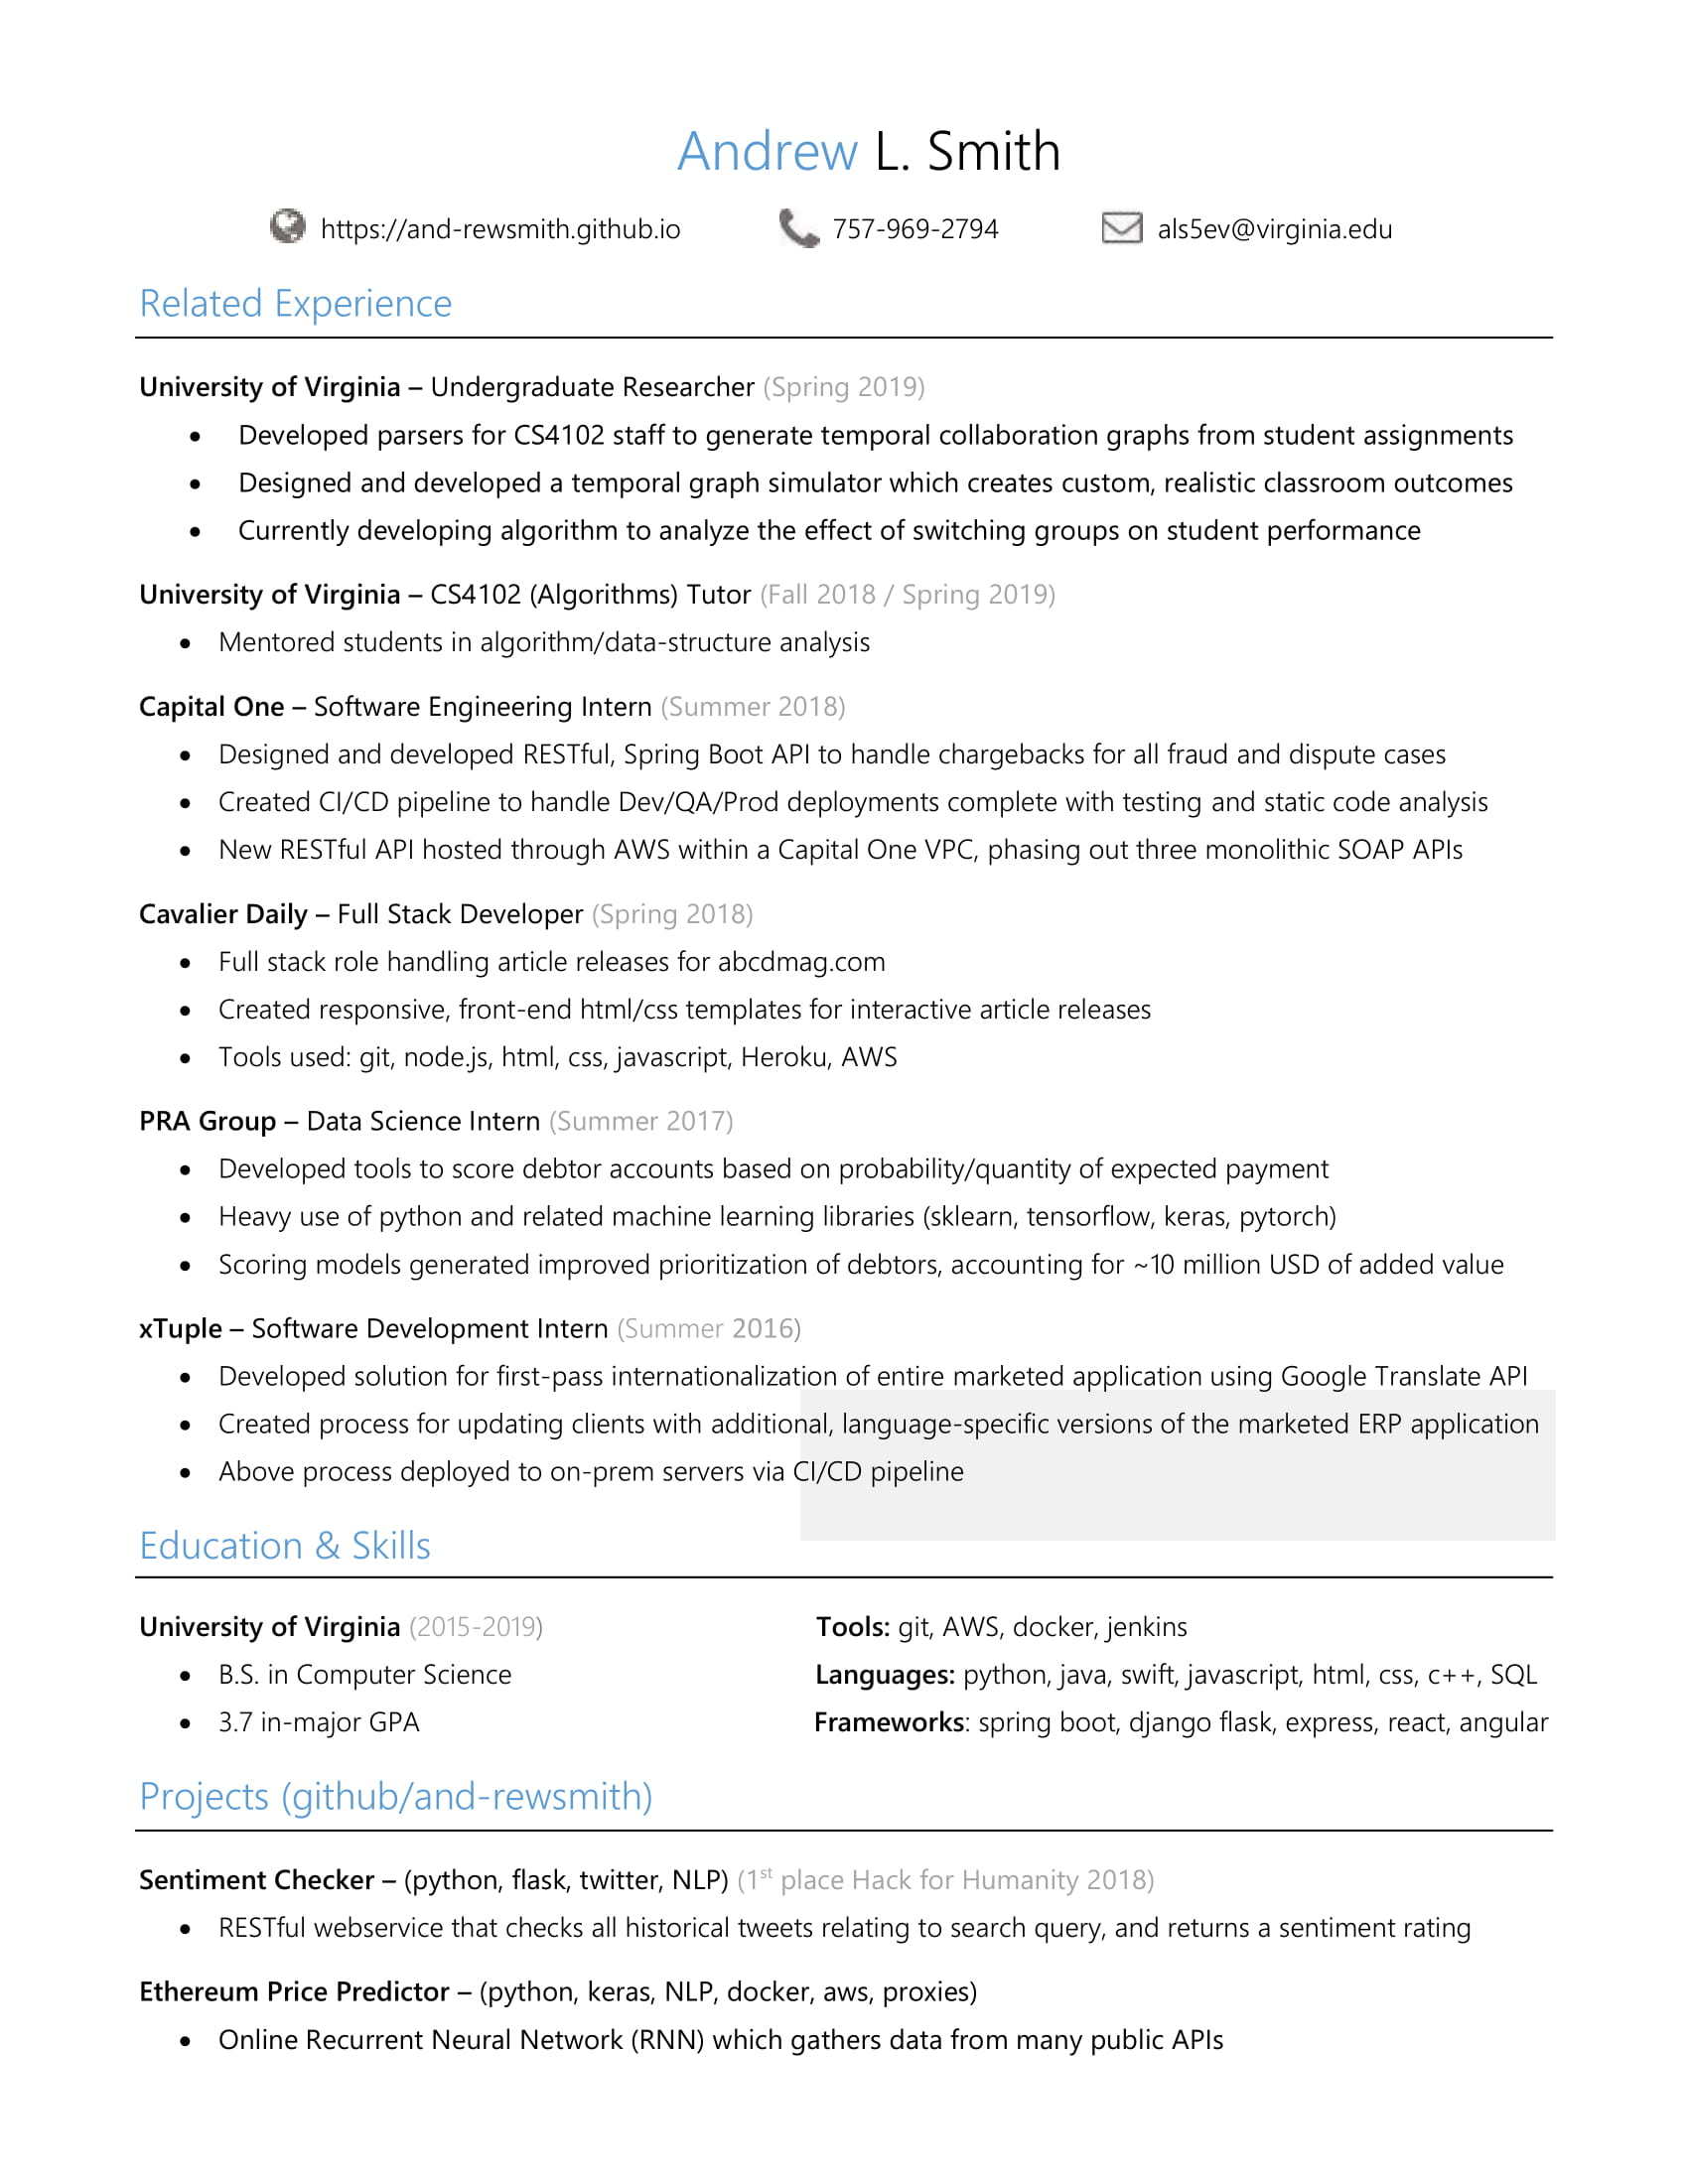 Andrew L. Smith
https://and-rewsmith.github.io 757-969-2794 als5ev@virginia.edu
Related Experience
University of Virginia – Undergraduate Researcher (Spring 2019)
• Developed parsers for CS4102 staff to generate temporal collaboration graphs from student assignments
• Designed and developed a temporal graph simulator which creates custom, realistic classroom outcomes
• Currently developing algorithm to analyze the effect of switching groups on student performance
University of Virginia – CS4102 (Algorithms) Tutor (Fall 2018 / Spring 2019)
• Mentored students in algorithm/data-structure analysis
Capital One – Software Engineering Intern (Summer 2018)
• Designed and developed RESTful, Spring Boot API to handle chargebacks for all fraud and dispute cases
• Created CI/CD pipeline to handle Dev/QA/Prod deployments complete with testing and static code analysis
• New RESTful API hosted through AWS within a Capital One VPC, phasing out three monolithic SOAP APIs
Cavalier Daily – Full Stack Developer (Spring 2018)
• Full stack role handling article releases for abcdmag.com
• Created responsive, front-end html/css templates for interactive article releases
• Tools used: git, node.js, html, css, javascript, Heroku, AWS
PRA Group – Data Science Intern (Summer 2017)
• Developed tools to score debtor accounts based on probability/quantity of expected payment
• Heavy use of python and related machine learning libraries (sklearn, tensorflow, keras, pytorch)
• Scoring models generated improved prioritization of debtors, accounting for ~10 million USD of added value
xTuple – Software Development Intern (Summer 2016)
• Developed solution for first-pass internationalization of entire marketed application using Google Translate API
• Created process for updating clients with additional, language-specific versions of the marketed ERP application
• Above process deployed to on-prem servers via CI/CD pipeline
Education & Skills
University of Virginia (2015-2019)
• B.S. in Computer Science
• 3.7 in-major GPA
Tools: git, AWS, docker, jenkins
Languages: python, java, swift, javascript, html, css, c++, SQL
Frameworks: spring boot, django flask, express, react, angular
Projects (github/and-rewsmith)
Sentiment Checker – (python, flask, twitter, NLP) (1st place Hack for Humanity 2018)
• RESTful webservice that checks all historical tweets relating to search query, and returns a sentiment rating
Ethereum Price Predictor – (python, keras, NLP, docker, aws, proxies)
• Online Recurrent Neural Network (RNN) which gathers data from many public APIs